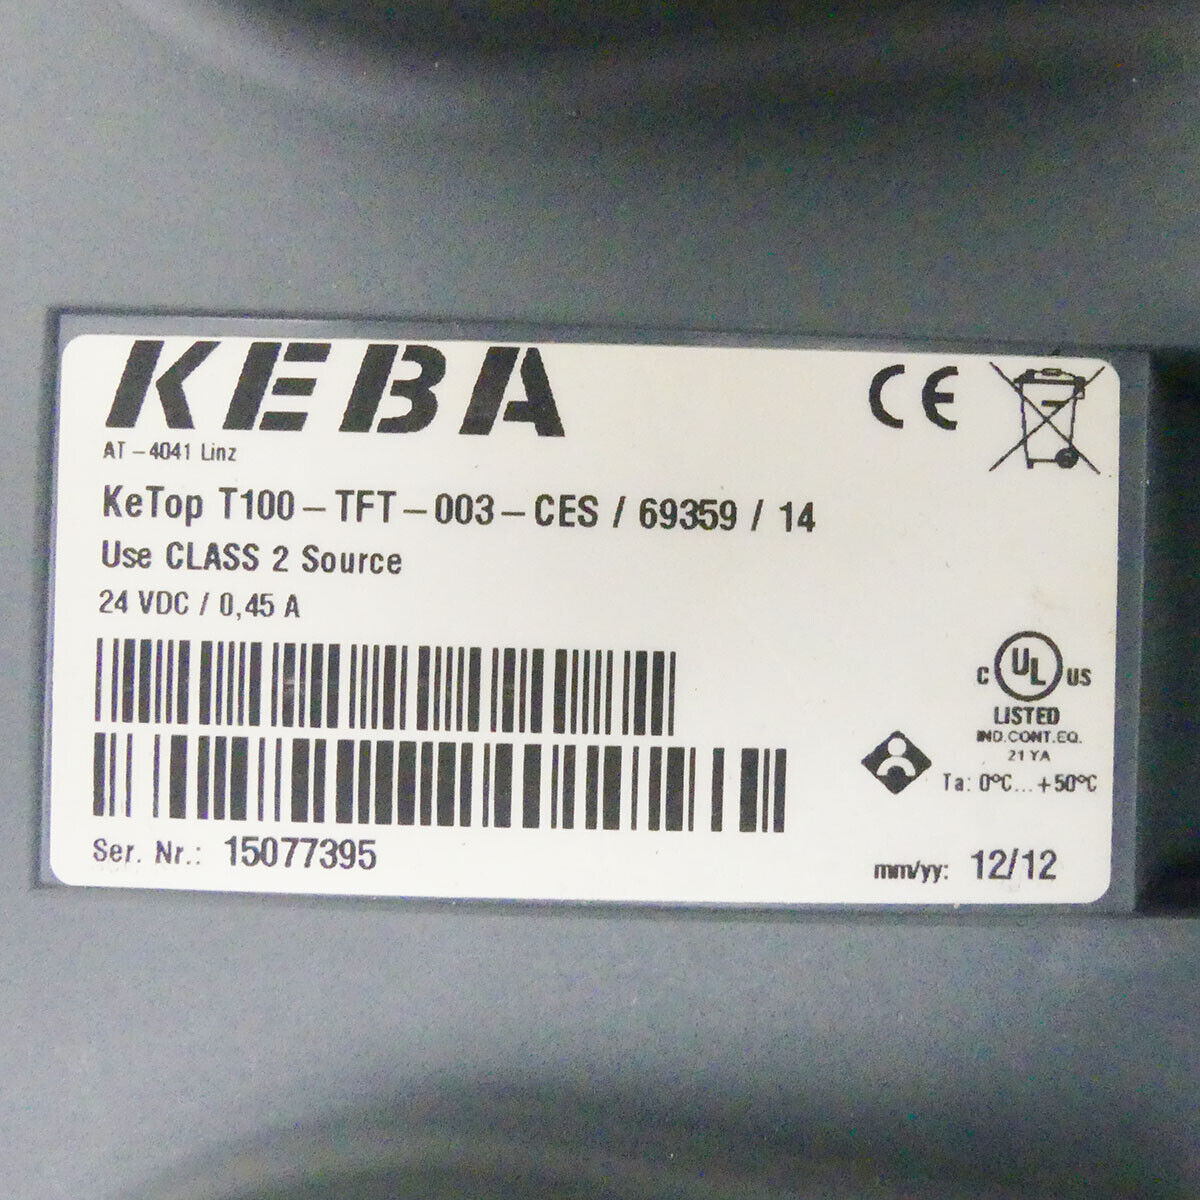 KEBA
CE
AT-4041 Linz
KeTop T100-TFT-003-CES / 69359 / 14
Use CLASS 2 Source
24 VDC / 0,45 A
C UL US
LISTED
IND.CONT.EQ.
21 YA
Ta: 0°C...+50°C
Ser. Nr.: 15077395
mm/yy: 12/12